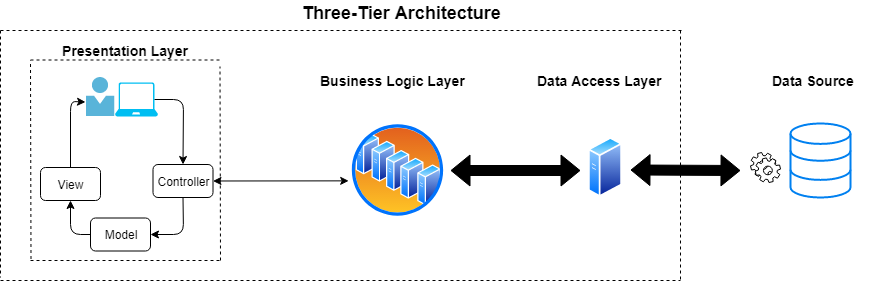 Three-Tier Architecture
Presentation Layer
Business Logic Layer
Data Access Layer
Data Source
View
Controller
Model